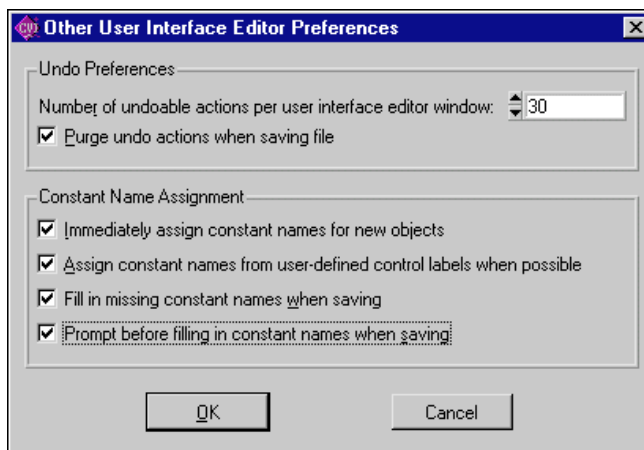 CVI Other User Interface Editor Preferences
Undo Preferences
Number of undoable actions per user interface editor window: 30
Purge undo actions when saving file
Constant Name Assignment
Immediately assign constant names for new objects
Assign constant names from user-defined control labels when possible
Fill in missing constant names when saving
Prompt before filling in constant names when saving
OK Cancel